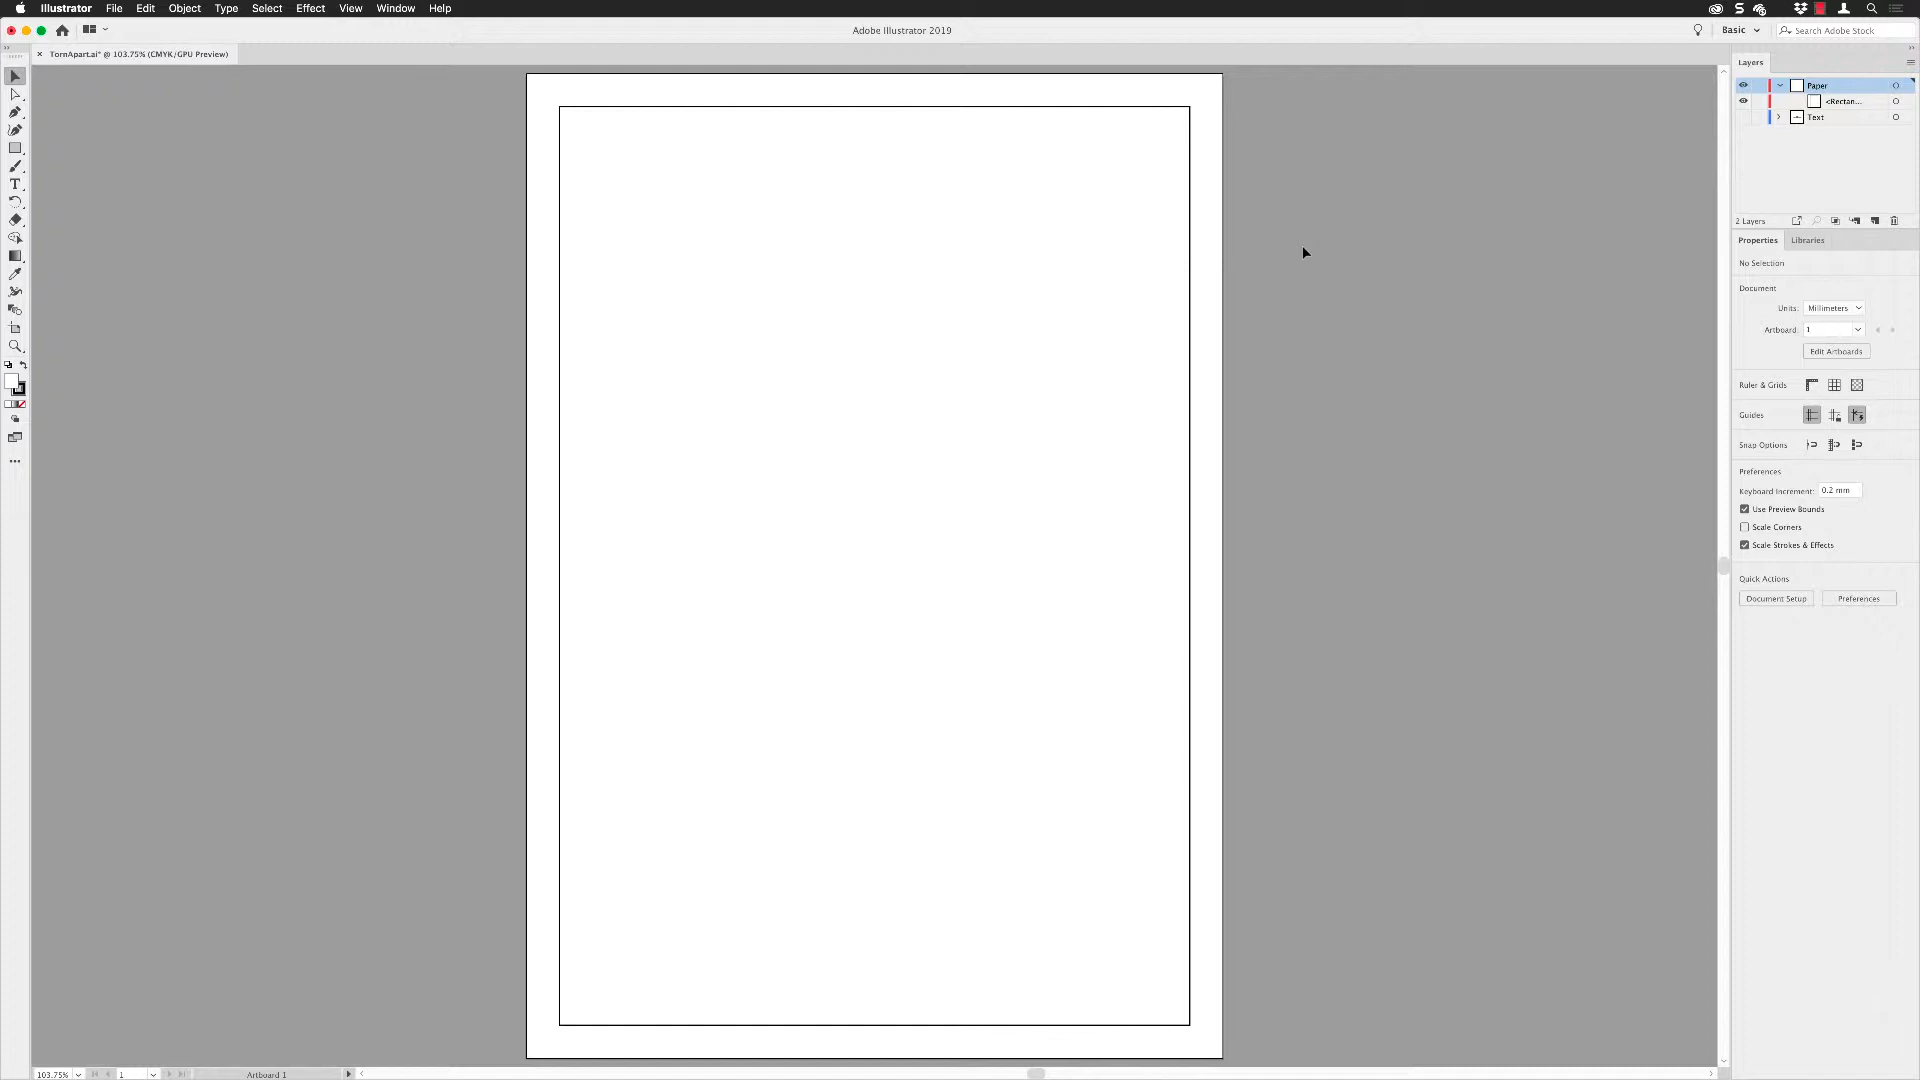 Illustrator File Edit Object Type Select Effect View Window Help
Adobe Illustrator 2019
Basic
Search Adobe Stock
TornApart.ai* @ 103.75% (CMYK/GPU Preview)
Layers
Paper
<Rectan...
Text
2 Layers
Properties Libraries
No Selection
Document
Units: Millimeters
Artboard: 1
Edit Artboards
Ruler & Grids
Guides
Snap Options
Preferences
Keyboard Increment: 0.2 mm
Use Preview Bounds
Scale Corners
Scale Strokes & Effects
Quick Actions
Document Setup Preferences
103.75% 1 Artboard 1